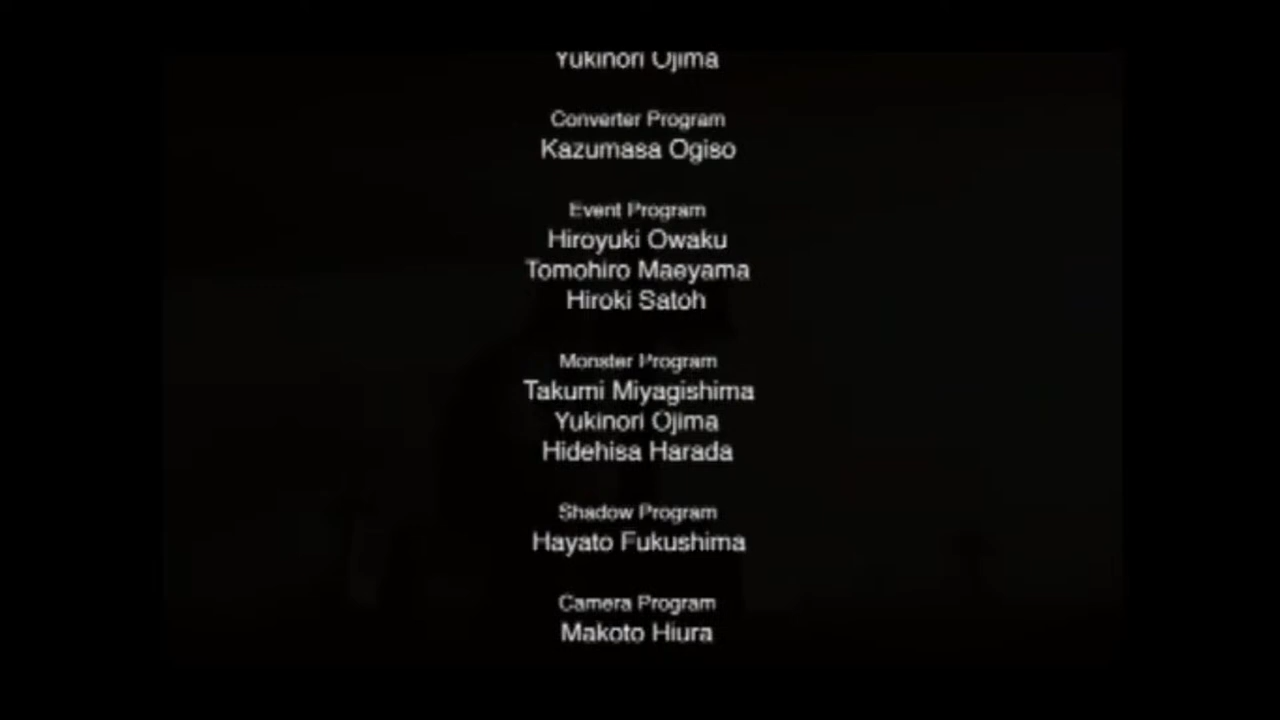 Yukinori Ojima
Converter Program
Kazumasa Ogiso
Event Program
Hiroyuki Owaku
Tomohiro Maeyama
Hiroki Satoh
Monster Program
Takumi Miyagishima
Yukinori Ojima
Hidehisa Harada
Shadow Program
Hayato Fukushima
Camera Program
Makoto Hiura